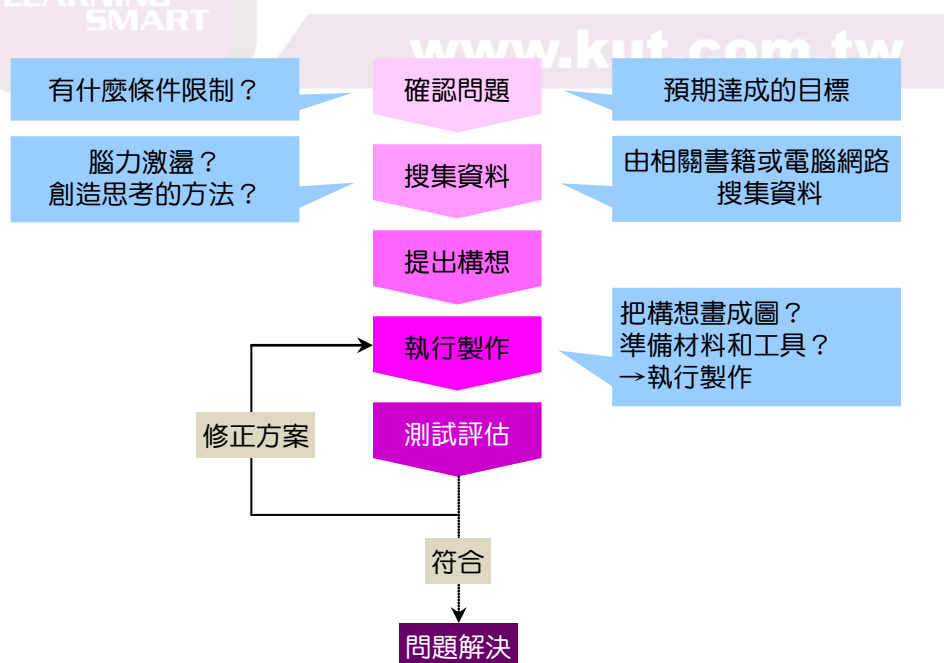 LEARNING
SMART
www.kut.com.tw
有什麼條件限制？
確認問題
預期達成的目標
腦力激盪？
創造思考的方法？
搜集資料
由相關書籍或電腦網路
搜集資料
提出構想
執行製作
把構想畫成圖？
準備材料和工具？
→執行製作
修正方案
測試評估
符合
問題解決